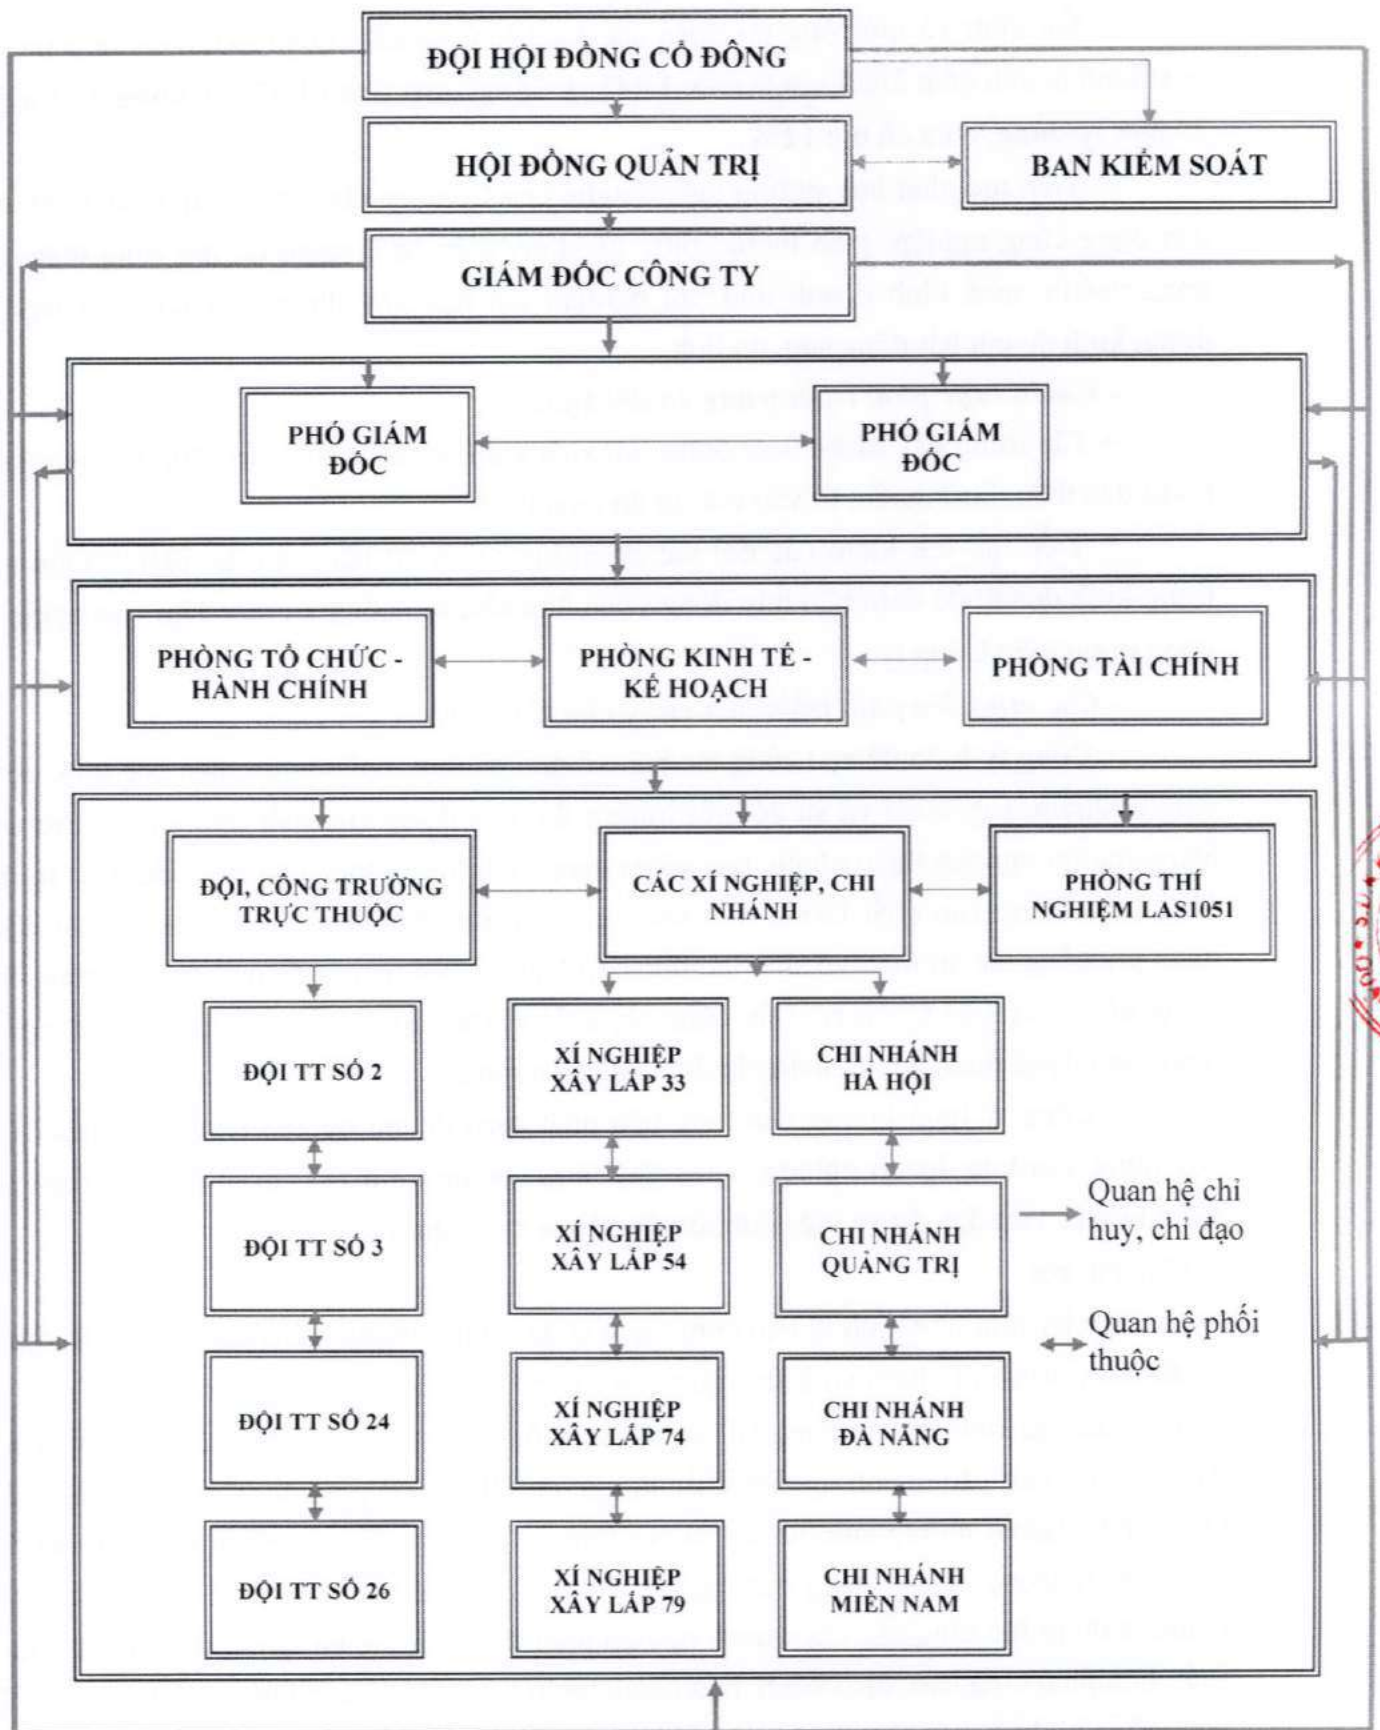 ĐỘI HỘI ĐỒNG CỔ ĐÔNG
HỘI ĐỒNG QUẢN TRỊ
BAN KIỂM SOÁT
GIÁM ĐỐC CÔNG TY
PHÓ GIÁM
ĐỐC
PHÓ GIÁM
ĐỐC
PHÒNG TỔ CHỨC -
HÀNH CHÍNH
PHÒNG KINH TẾ -
KẾ HOẠCH
PHÒNG TÀI CHÍNH
ĐỘI, CÔNG TRƯỜNG
TRỰC THUỘC
CÁC XÍ NGHIỆP, CHI
NHÁNH
PHÒNG THÍ
NGHIỆM LAS1051
ĐỘI TT SỐ 2
XÍ NGHIỆP
XÂY LẮP 33
CHI NHÁNH
HÀ HỘI
ĐỘI TT SỐ 3
XÍ NGHIỆP
XÂY LẮP 54
CHI NHÁNH
QUẢNG TRỊ
Quan hệ chỉ
huy, chỉ đạo
Quan hệ phối
thuộc
ĐỘI TT SỐ 24
XÍ NGHIỆP
XÂY LẮP 74
CHI NHÁNH
ĐÀ NẴNG
ĐỘI TT SỐ 26
XÍ NGHIỆP
XÂY LẮP 79
CHI NHÁNH
MIỀN NAM